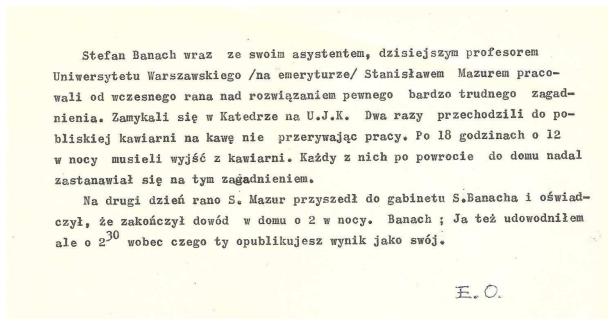 Stefan Banach wraz ze swoim asystentem, dzisiejszym profesorem
Uniwersytetu Warszawskiego /na emeryturze/ Stanisławem Mazurem praco-
wali od wczesnego rana nad rozwiązaniem pewnego bardzo trudnego zagad-
nienia. Zamykali się w Katedrze na U.J.K. Dwa razy przechodzili do po-
bliskiej kawiarni na kawę nie przerywając pracy. Po 18 godzinach o 12
w nocy musieli wyjść z kawiarni. Każdy z nich po powrocie do domu nadal
zastanawiał się na tym zagadnieniem.
Na drugi dzień rano S. Mazur przyszedł do gabinetu S.Banacha i oświad-
czył, że zakończył dowód w domu o 2 w nocy. Banach ; Ja też udowodniłem
ale o 2³⁰ wobec czego ty opublikujesz wynik jako swój.
E. O.